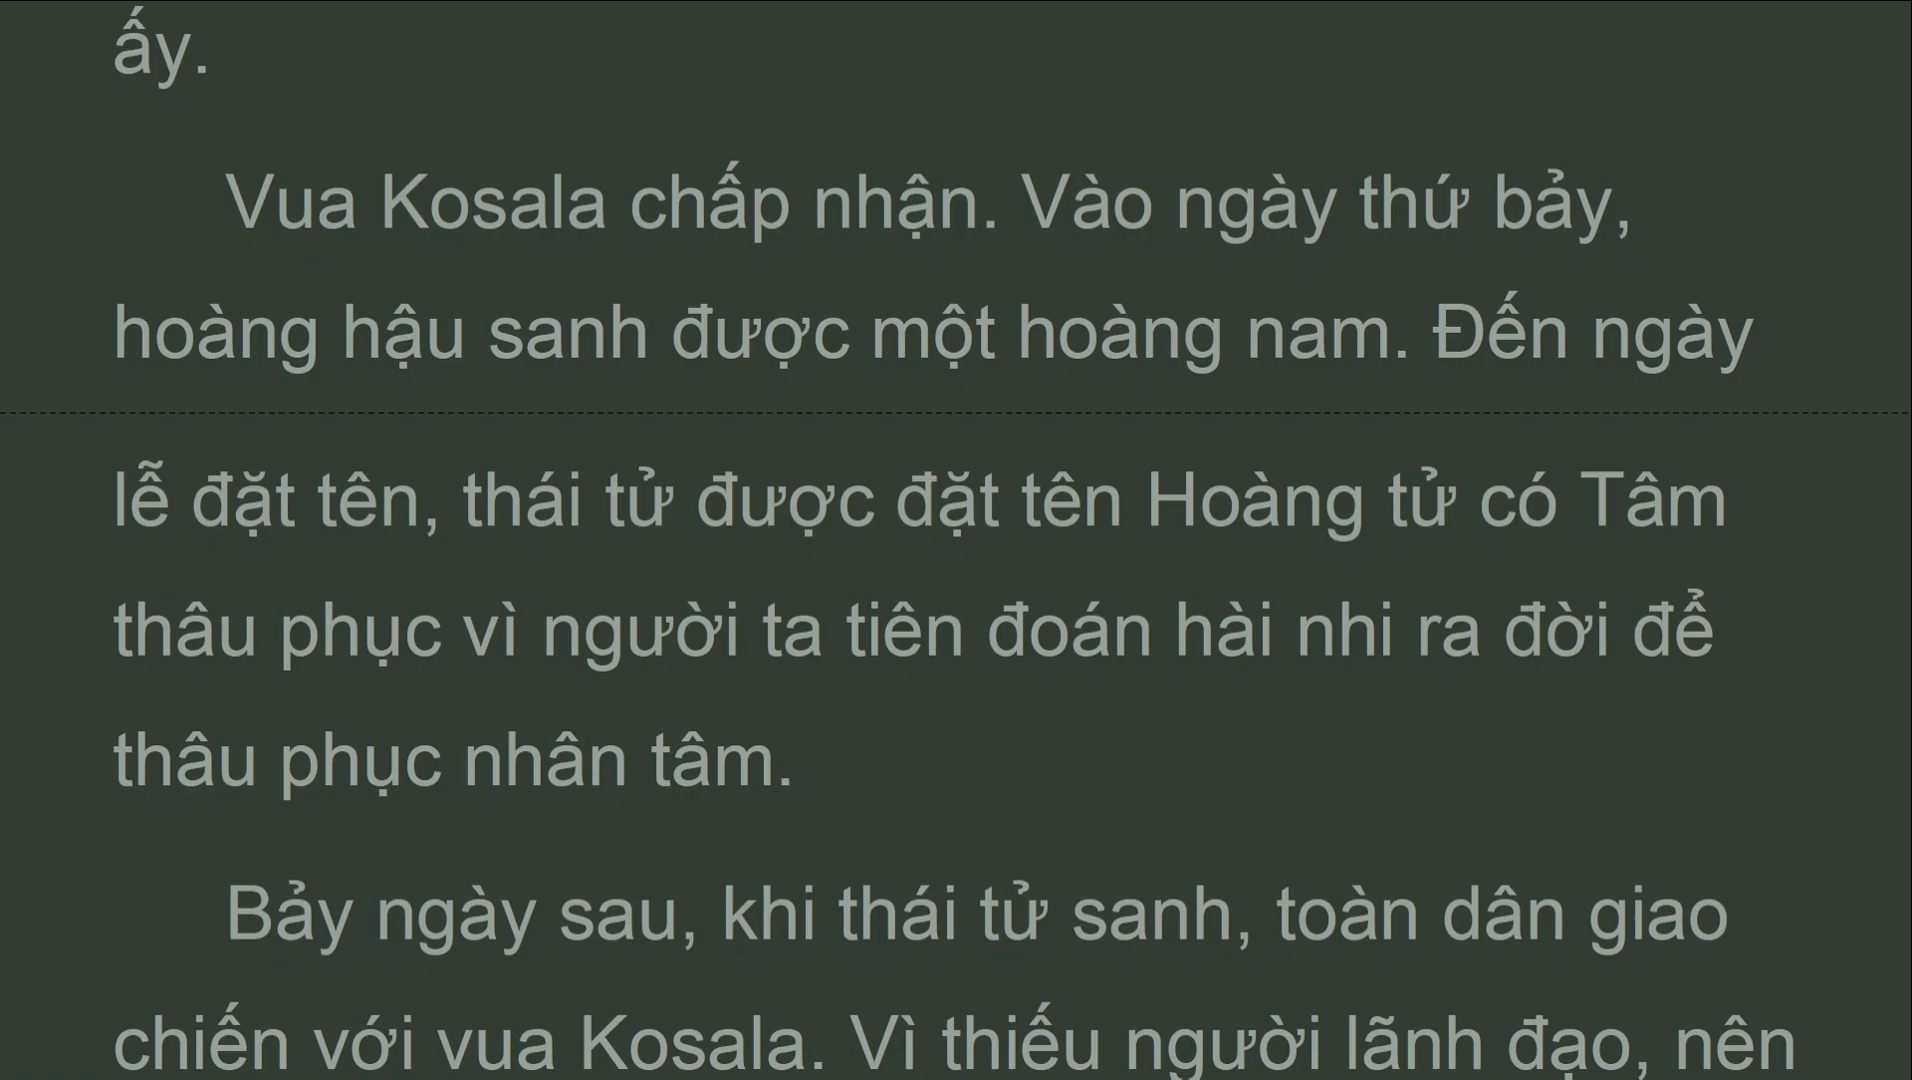 ấy.
Vua Kosala chấp nhận. Vào ngày thứ bảy,
hoàng hậu sanh được một hoàng nam. Đến ngày
lễ đặt tên, thái tử được đặt tên Hoàng tử có Tâm
thâu phục vì người ta tiên đoán hài nhi ra đời để
thâu phục nhân tâm.
Bảy ngày sau, khi thái tử sanh, toàn dân giao
chiến với vua Kosala. Vì thiếu người lãnh đạo, nên